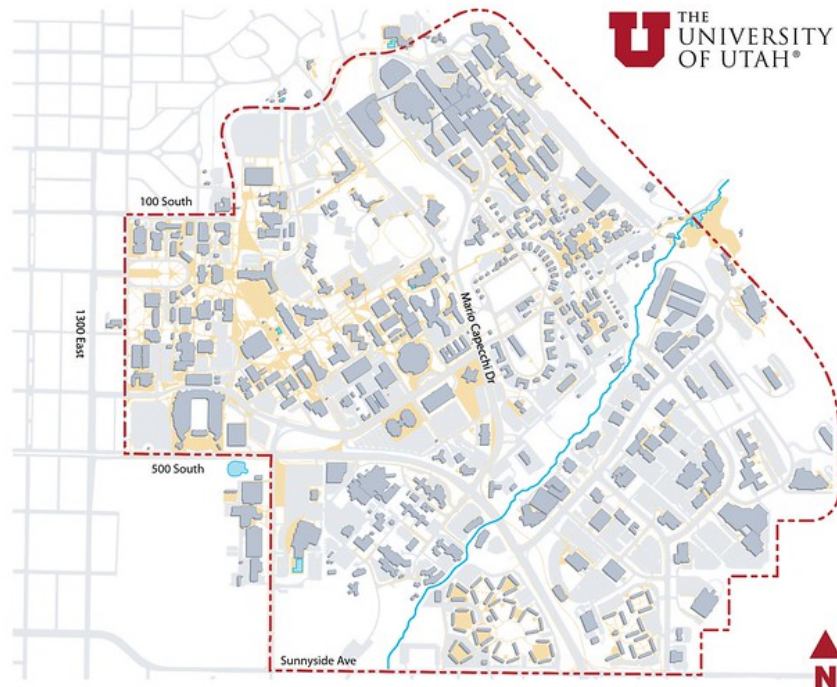 THE
UNIVERSITY
OF UTAH®
100 South
1300 East
Mario Capecchi Dr
500 South
Sunnyside Ave
N